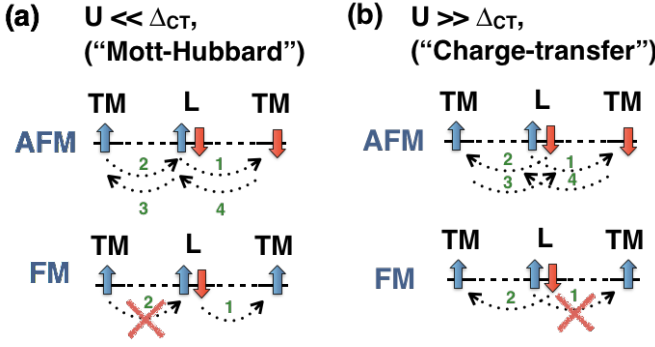 (a) U << ΔCT,
("Mott-Hubbard")
TM L TM
AFM
2 1
3 4
TM L TM
FM
2 1
(b) U >> ΔCT,
("Charge-transfer")
TM L TM
AFM
2 1
3 4
TM L TM
FM
2 1